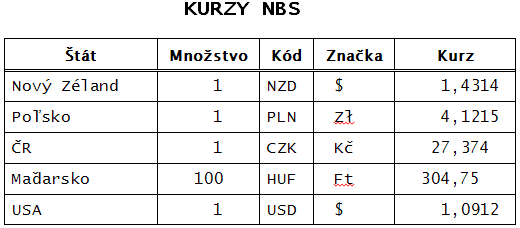 KURZY NBS
Štát Množstvo Kód Značka Kurz
Nový Zéland 1 NZD $ 1,4314
Poľsko 1 PLN Zł 4,1215
ČR 1 CZK Kč 27,374
Maďarsko 100 HUF Ft 304,75
USA 1 USD $ 1,0912